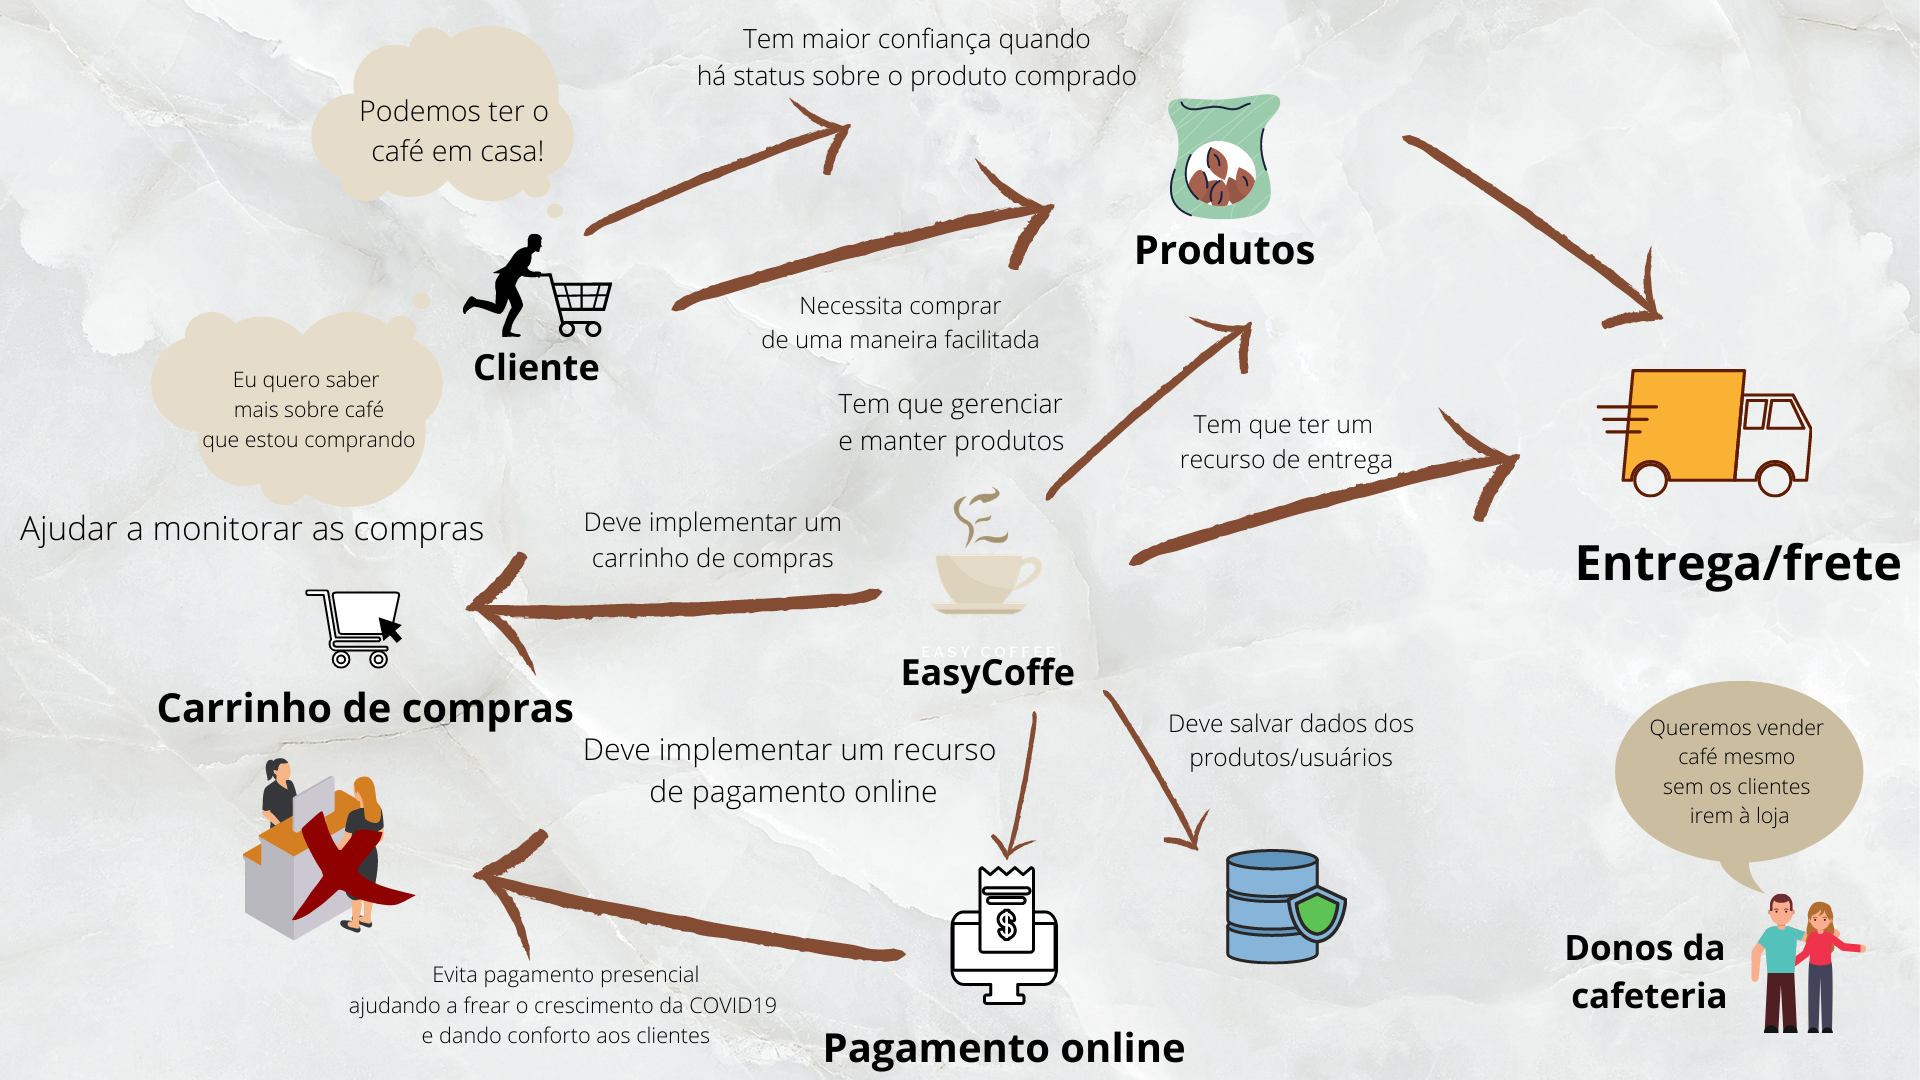 Tem maior confiança quando
há status sobre o produto comprado
Podemos ter o
café em casa!
Produtos
Necessita comprar
de uma maneira facilitada
Cliente
Eu quero saber
mais sobre café
que estou comprando
Tem que gerenciar
e manter produtos
Tem que ter um
recurso de entrega
Ajudar a monitorar as compras
Deve implementar um
carrinho de compras
Entrega/frete
EASY COFFEE
EasyCoffe
Carrinho de compras
Deve implementar um recurso
de pagamento online
Deve salvar dados dos
produtos/usuários
Queremos vender
café mesmo
sem os clientes
irem à loja
$
Donos da
cafeteria
Evita pagamento presencial
ajudando a frear o crescimento da COVID19
e dando conforto aos clientes
Pagamento online